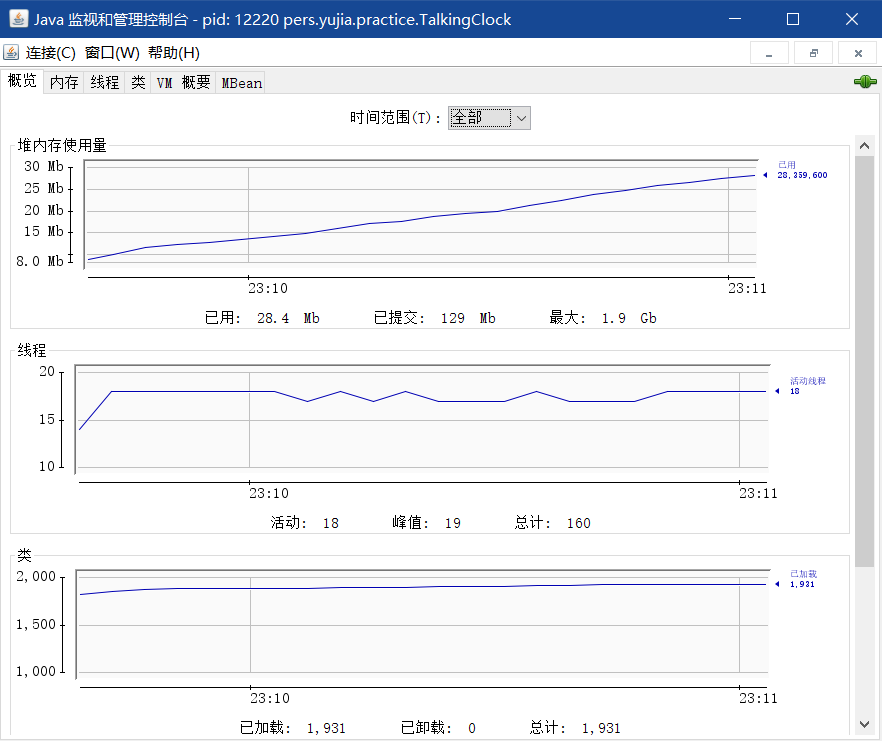 Java 监视和管理控制台 - pid: 12220 pers.yujia.practice.TalkingClock
连接(C) 窗口(W) 帮助(H)
概览 内存 线程 类 VM 概要 MBean
时间范围(T): 全部
堆内存使用量
30 Mb
25 Mb
20 Mb
15 Mb
8.0 Mb
已用
28,359,600
23:10 23:11
已用: 28.4 Mb 已提交: 129 Mb 最大: 1.9 Gb
线程
20
15
10
活动线程
18
23:10 23:11
活动: 18 峰值: 19 总计: 160
类
2,000
1,500
1,000
已加载
1,931
23:10 23:11
已加载: 1,931 已卸载: 0 总计: 1,931